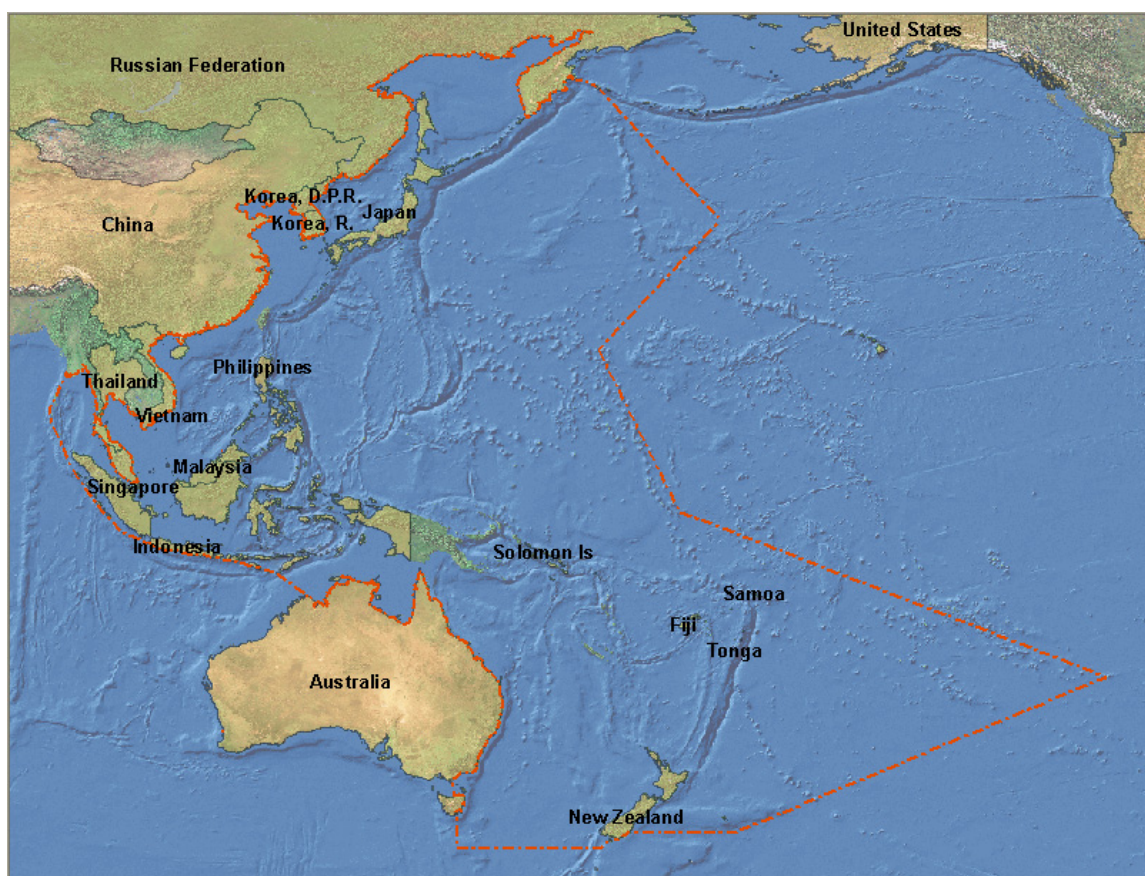 United States
Russian Federation
Korea, D.P.R.
Japan
China
Korea, R.
Philippines
Thailand
Vietnam
Malaysia
Singapore
Indonesia
Solomon Is
Samoa
Fiji
Tonga
Australia
New Zealand